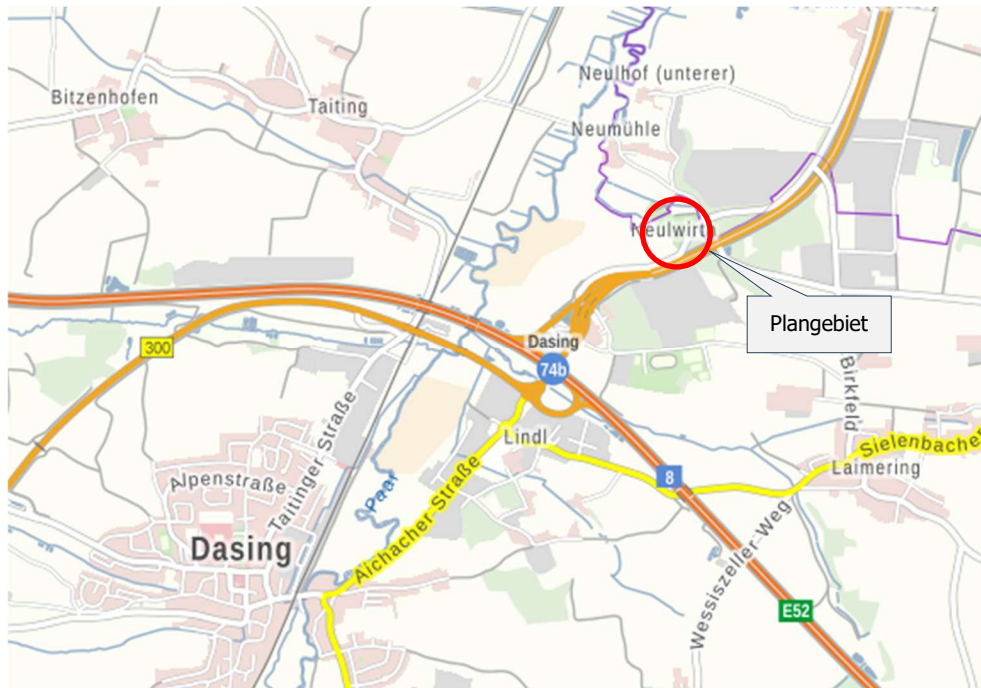 Neulhof (unterer)
Bitzenhofen
Taiting
Neumühle
Neulwirth
Plangebiet
Dasing
300
74b
Birkfeld
Lindl
Sielenbacher
Laimering
Alpenstraße
Taitinger Straße
Paar
Aichacher Straße
8
Dasing
Wessiszeller Weg
E52